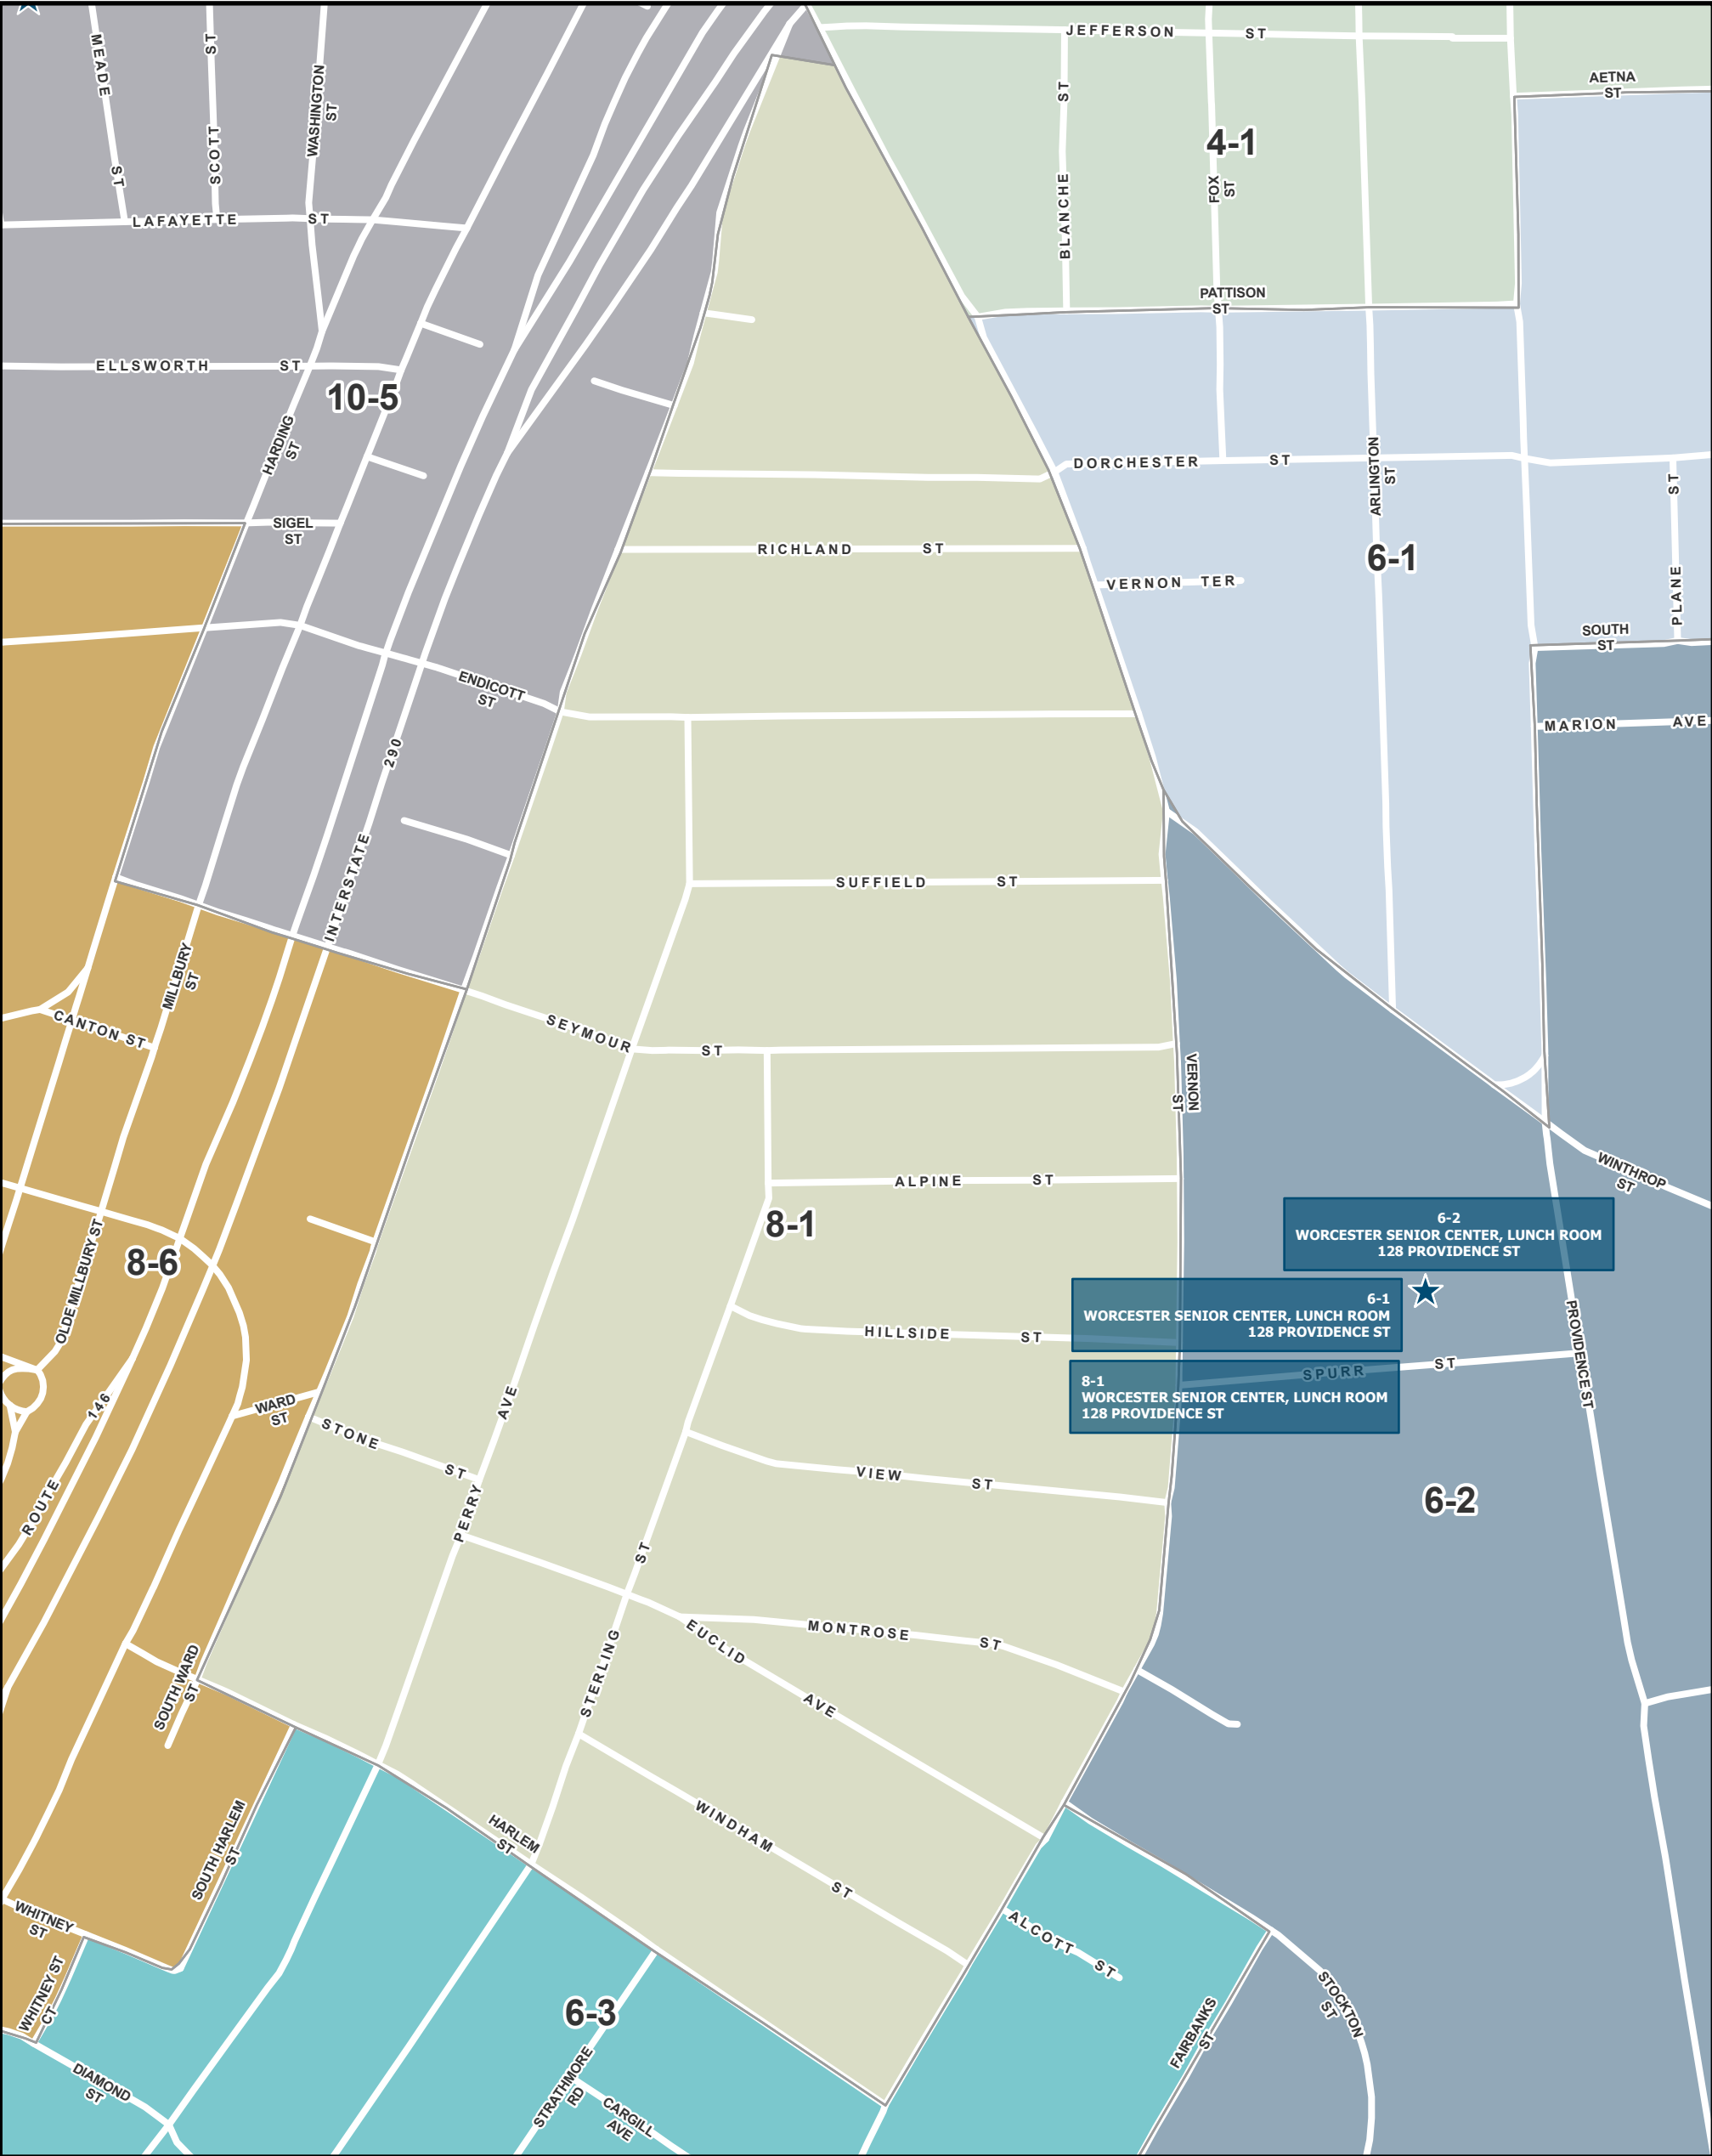 JEFFERSON ST
MEADE ST
SCOTT ST
WASHINGTON
ST
BLANCHE ST
AETNA
ST
4-1
FOX
ST
LAFAYETTE ST
PATTISON
ST
ELLSWORTH ST
10-5
HARDING
ST
DORCHESTER ST
ARLINGTON
ST
PLANE ST
SIGEL
ST
RICHLAND ST
6-1
VERNON TER
SOUTH
ST
ENDICOTT
ST
MARION AVE
INTERSTATE 290
SUFFIELD ST
MILLBURY
ST
CANTON ST
SEYMOUR ST
VERNON
ST
ALPINE ST
WINTHROP
ST
8-1
6-2
WORCESTER SENIOR CENTER, LUNCH ROOM
128 PROVIDENCE ST
8-6
OLDE MILLBURY ST
6-1
WORCESTER SENIOR CENTER, LUNCH ROOM
128 PROVIDENCE ST
HILLSIDE ST
PROVIDENCE ST
SPURR ST
8-1
WORCESTER SENIOR CENTER, LUNCH ROOM
128 PROVIDENCE ST
ROUTE 146
WARD
ST
STONE ST
PERRY AVE
VIEW ST
6-2
STERLING ST
EUCLID AVE
MONTROSE ST
SOUTH WARD
ST
WINDHAM ST
HARLEM
ST
SOUTH HARLEM
ST
WHITNEY
ST
ALCOTT ST
WHITNEY ST
CT
6-3
STOCKTON
ST
FAIRBANKS
ST
DIAMOND
ST
STRATHMORE
RD
CARGILL
AVE